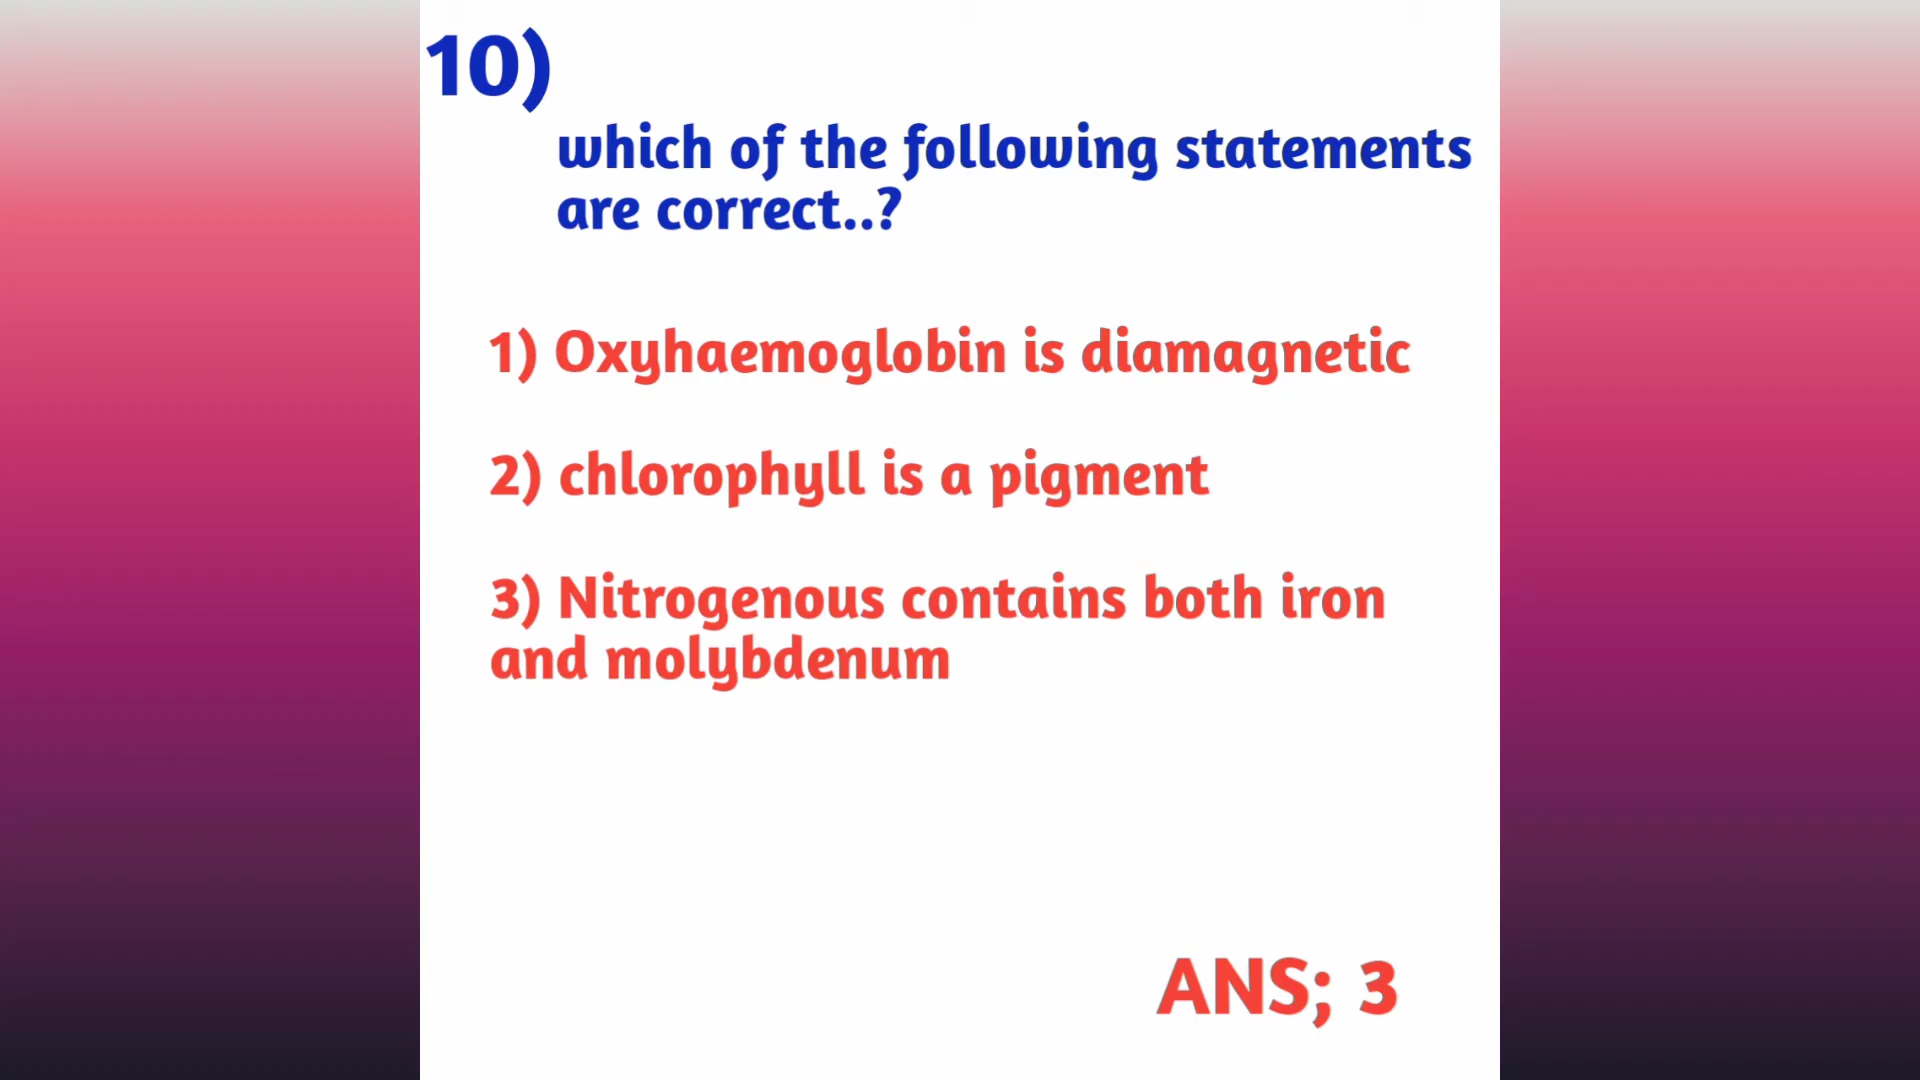 10)
which of the following statements
are correct..?
1) Oxyhaemoglobin is diamagnetic
2) chlorophyll is a pigment
3) Nitrogenous contains both iron
and molybdenum
ANS; 3